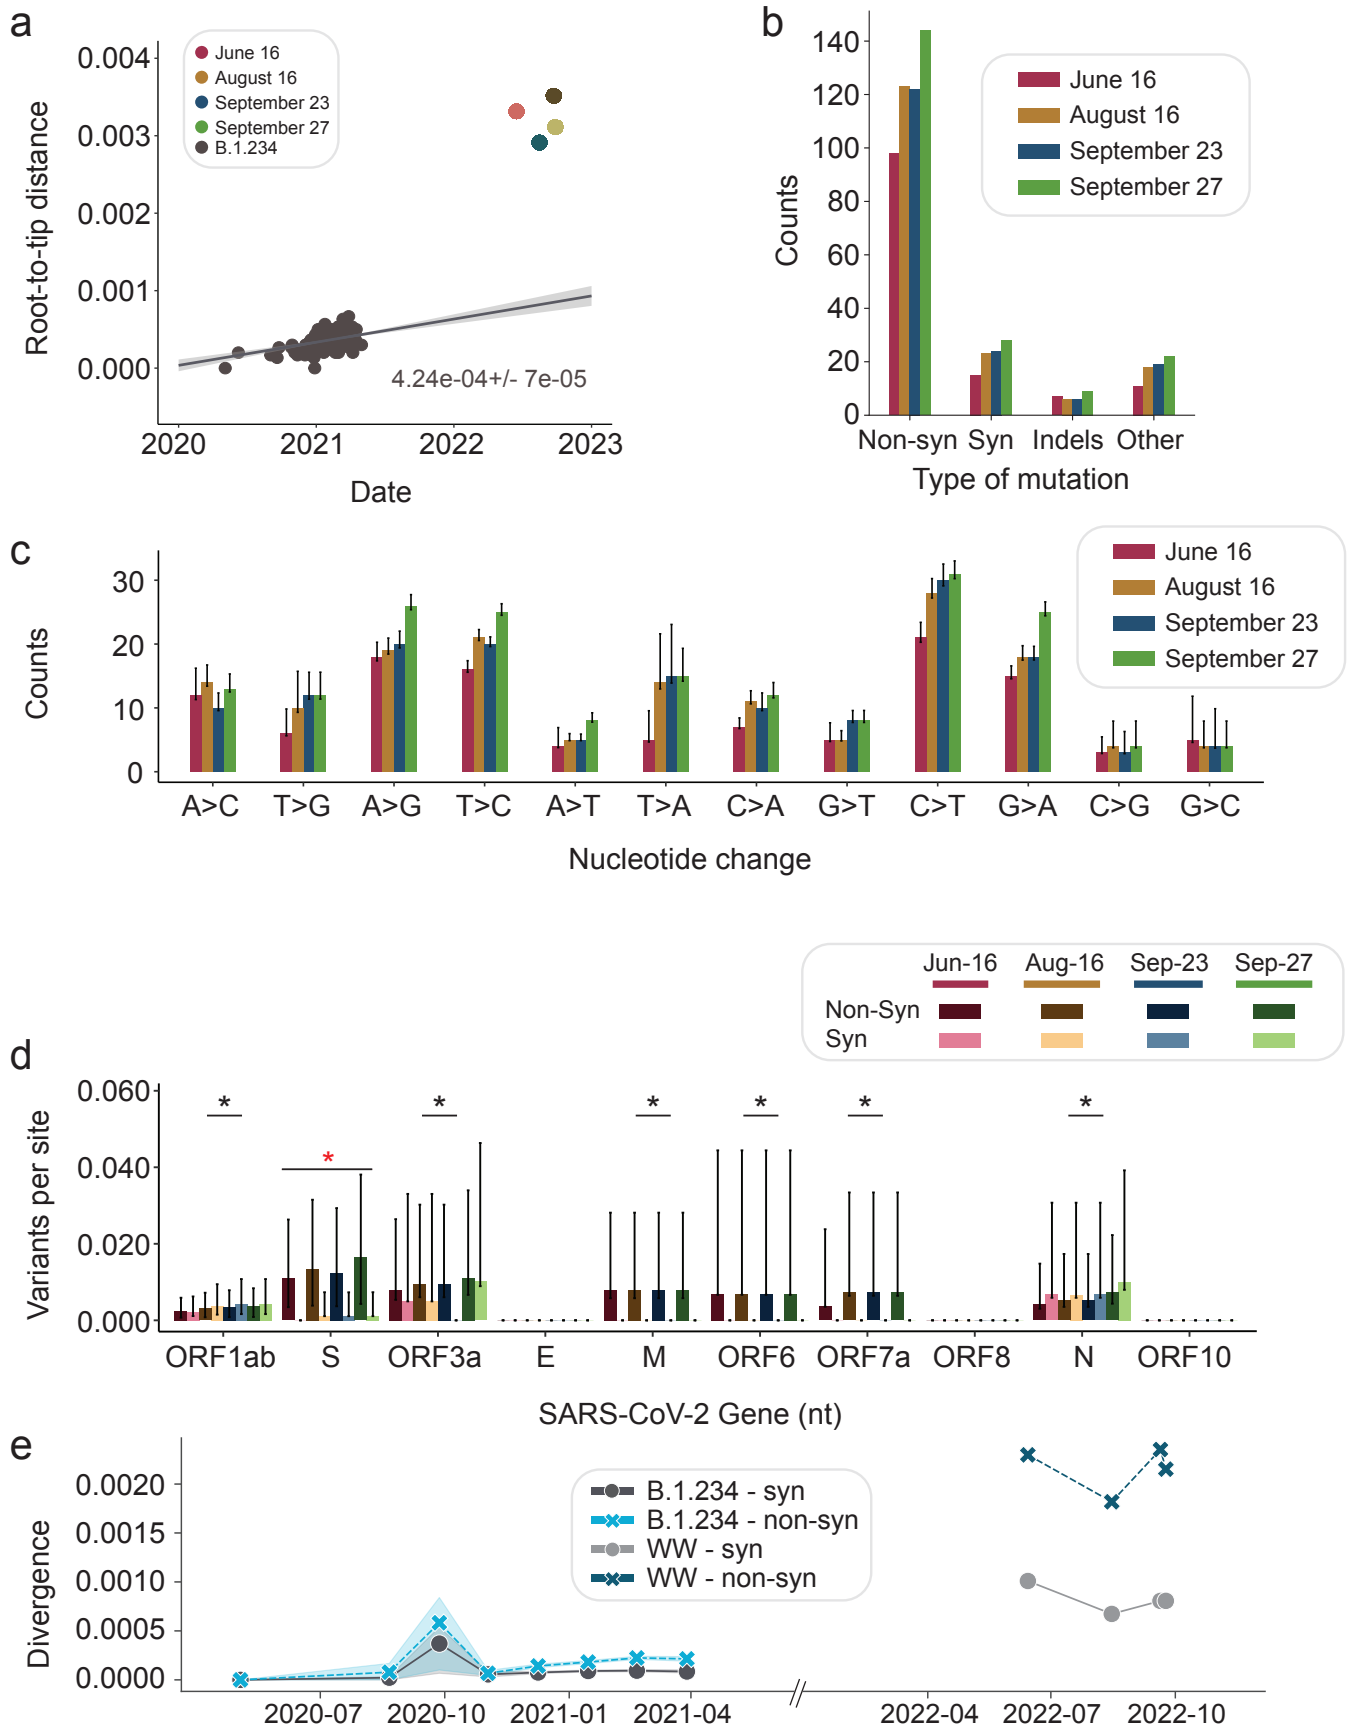 a
Root-to-tip distance
0.004
0.003
0.002
0.001
0.000
June 16
August 16
September 23
September 27
B.1.234
4.24e-04+/- 7e-05
2020 2021 2022 2023
Date
b
Counts
140
120
100
80
60
40
20
0
June 16
August 16
September 23
September 27
Non-syn Syn Indels Other
Type of mutation
c
Counts
30
20
10
0
June 16
August 16
September 23
September 27
A>C T>G A>G T>C A>T T>A C>A G>T C>T G>A C>G G>C
Nucleotide change
Jun-16 Aug-16 Sep-23 Sep-27
Non-Syn
Syn
d
Variants per site
0.060
0.040
0.020
0.000
* * * * * *
*
ORF1ab S ORF3a E M ORF6 ORF7a ORF8 N ORF10
SARS-CoV-2 Gene (nt)
e
Divergence
0.0020
0.0015
0.0010
0.0005
0.0000
B.1.234 - syn
B.1.234 - non-syn
WW - syn
WW - non-syn
2020-07 2020-10 2021-01 2021-04 // 2022-04 2022-07 2022-10